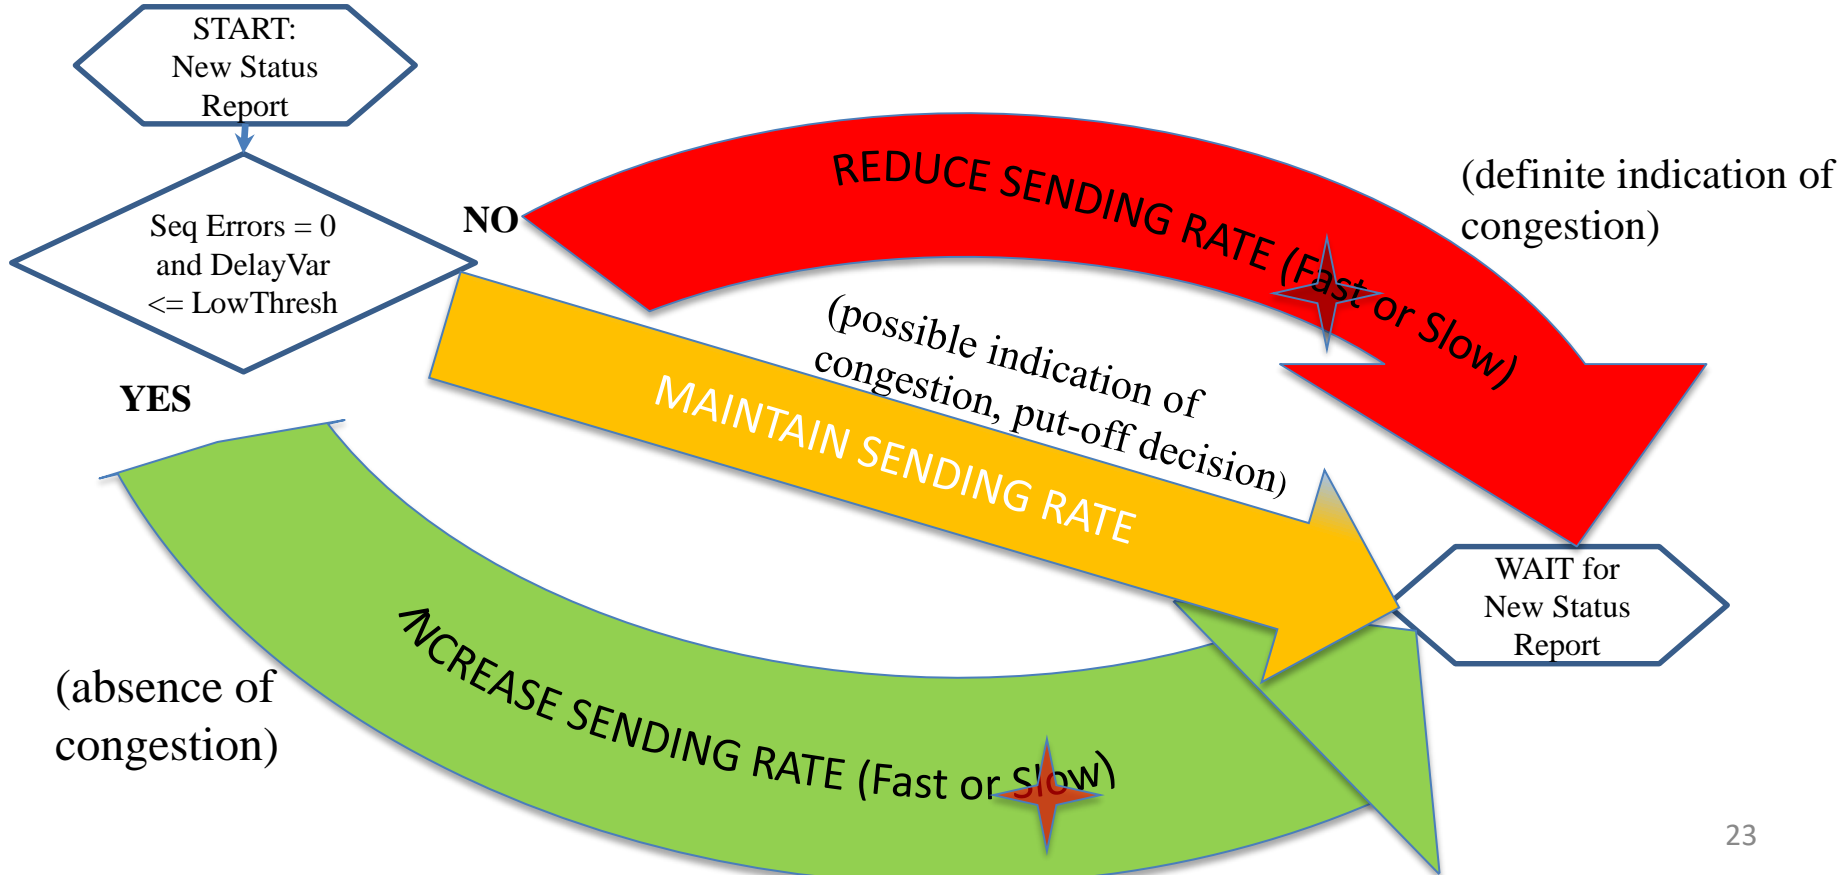 START:
New Status
Report
Seq Errors = 0
and DelayVar
<= LowThresh
NO
YES
REDUCE SENDING RATE (Fast or Slow)
(definite indication of
congestion)
(possible indication of
congestion, put-off decision)
MAINTAIN SENDING RATE
WAIT for
New Status
Report
INCREASE SENDING RATE (Fast or Slow)
(absence of
congestion)
23